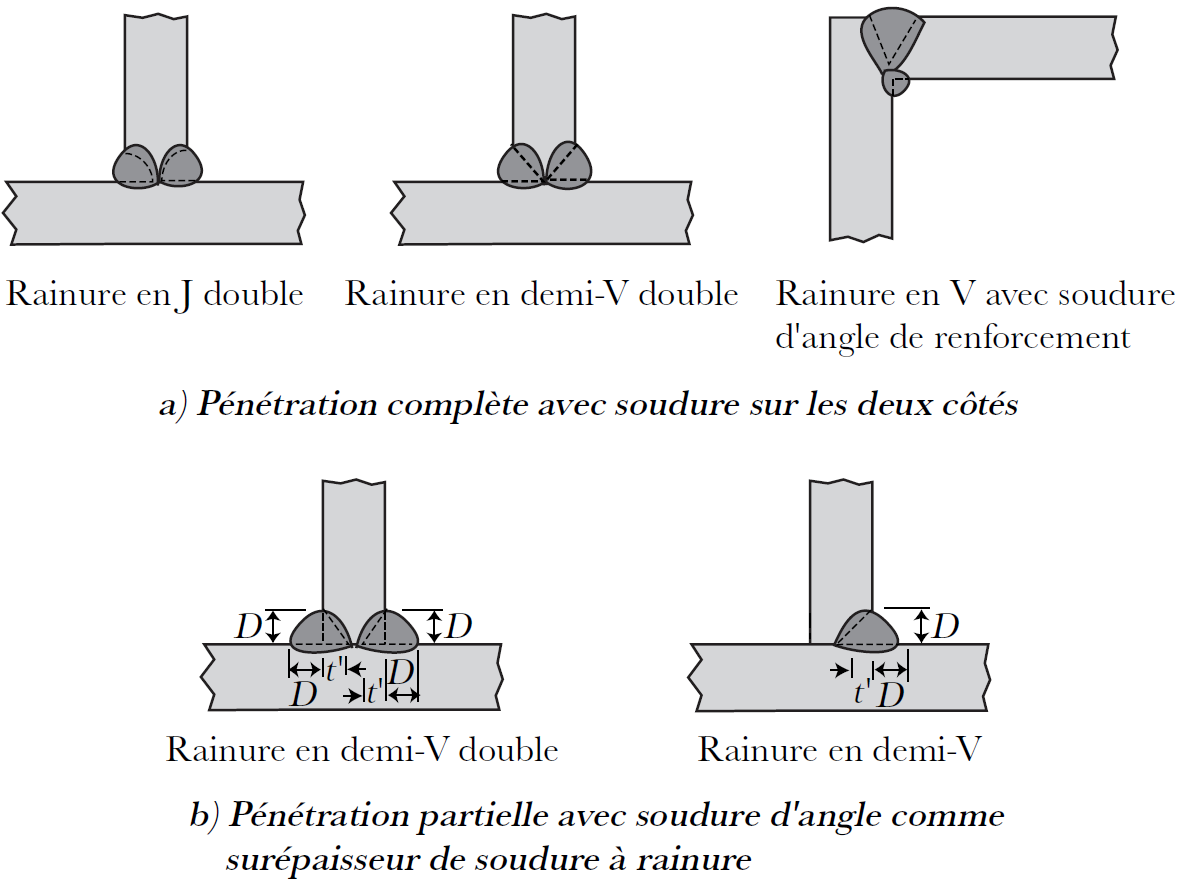 Rainure en J double
Rainure en demi-V double
Rainure en V avec soudure
d'angle de renforcement
a) Pénétration complète avec soudure sur les deux côtés
D
D
t'
D
t'
D
D
t'
D
Rainure en demi-V double
Rainure en demi-V
b) Pénétration partielle avec soudure d'angle comme
surépaisseur de soudure à rainure